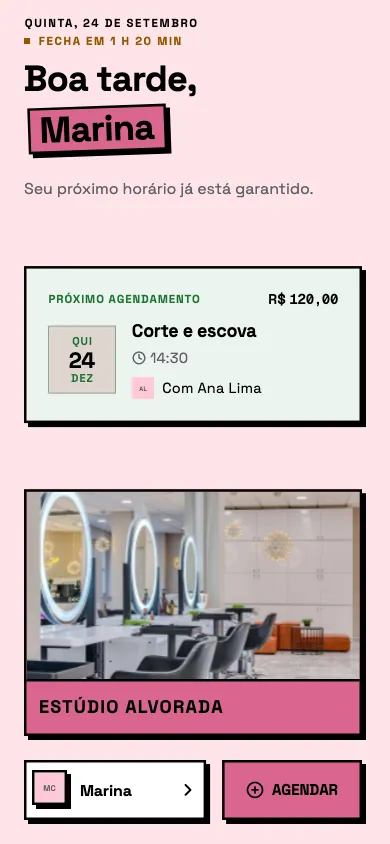 QUINTA, 24 DE SETEMBRO
FECHA EM 1 H 20 MIN
Boa tarde,
Marina
Seu próximo horário já está garantido.
PRÓXIMO AGENDAMENTO
R$ 120,00
QUI
24
DEZ
Corte e escova
14:30
AL
Com Ana Lima
ESTÚDIO ALVORADA
MC
Marina
AGENDAR